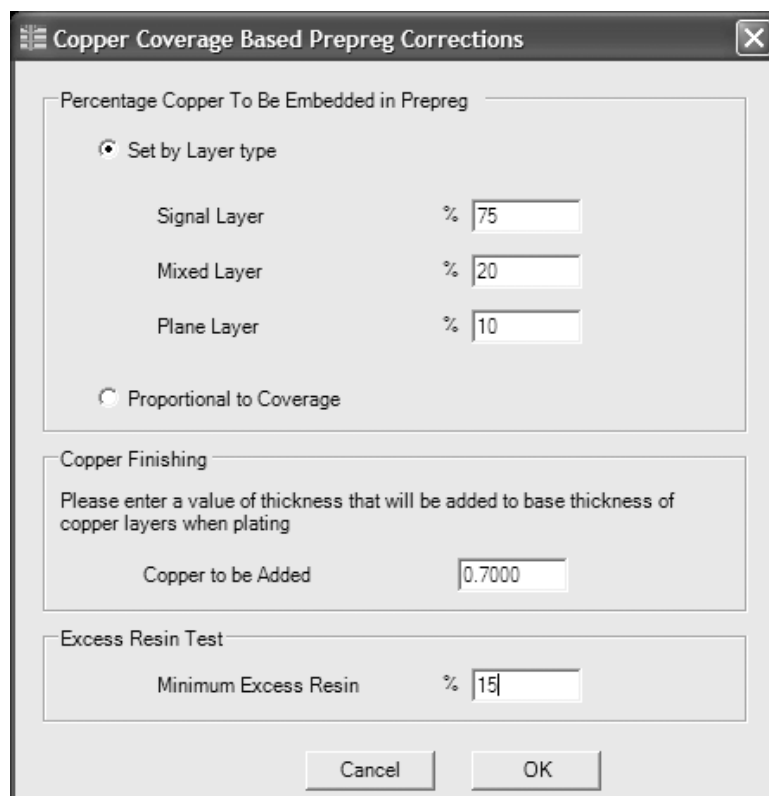 Copper Coverage Based Prepreg Corrections
Percentage Copper To Be Embedded in Prepreg
Set by Layer type
Signal Layer % 75
Mixed Layer % 20
Plane Layer % 10
Proportional to Coverage
Copper Finishing
Please enter a value of thickness that will be added to base thickness of
copper layers when plating
Copper to be Added 0.7000
Excess Resin Test
Minimum Excess Resin % 15
Cancel OK